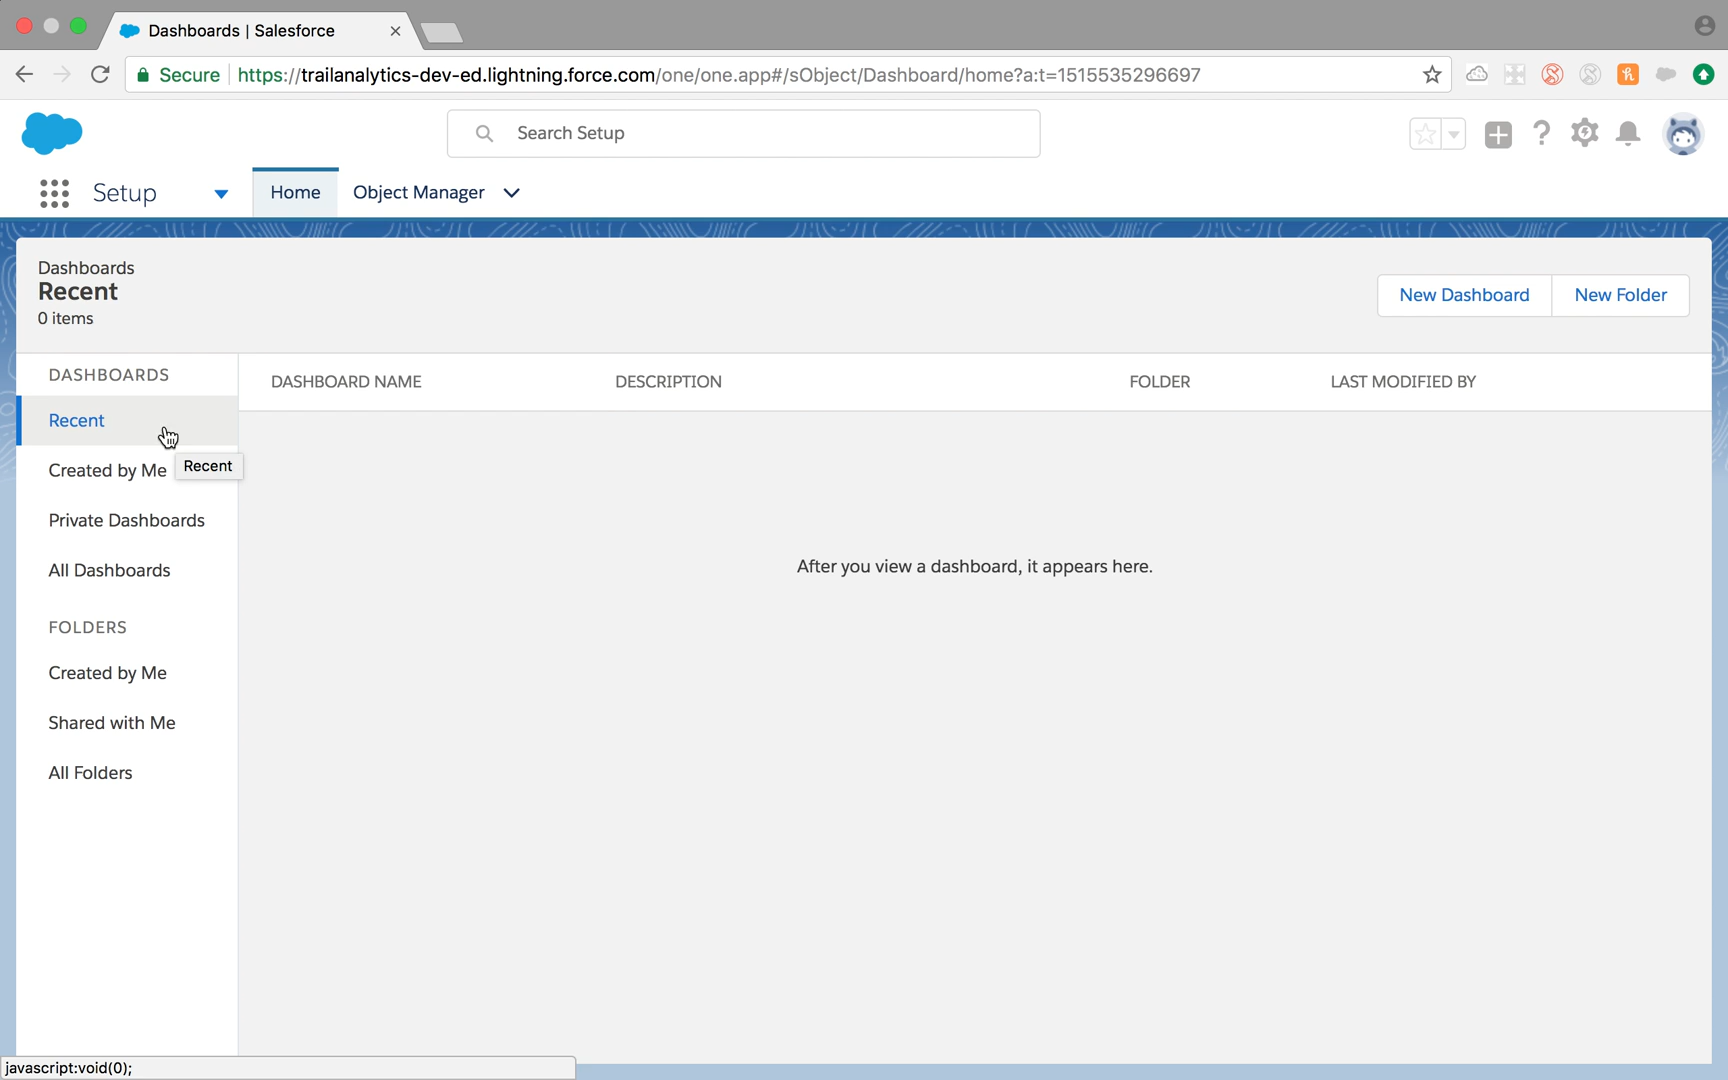 Dashboards | Salesforce
Secure https://trailanalytics-dev-ed.lightning.force.com/one/one.app#/sObject/Dashboard/home?a:t=1515535296697
Search Setup
Setup Home Object Manager
Dashboards
Recent
0 items
New Dashboard New Folder
DASHBOARDS
DASHBOARD NAME DESCRIPTION FOLDER LAST MODIFIED BY
Recent
Created by Me
Recent
Private Dashboards
All Dashboards
After you view a dashboard, it appears here.
FOLDERS
Created by Me
Shared with Me
All Folders
javascript:void(0);